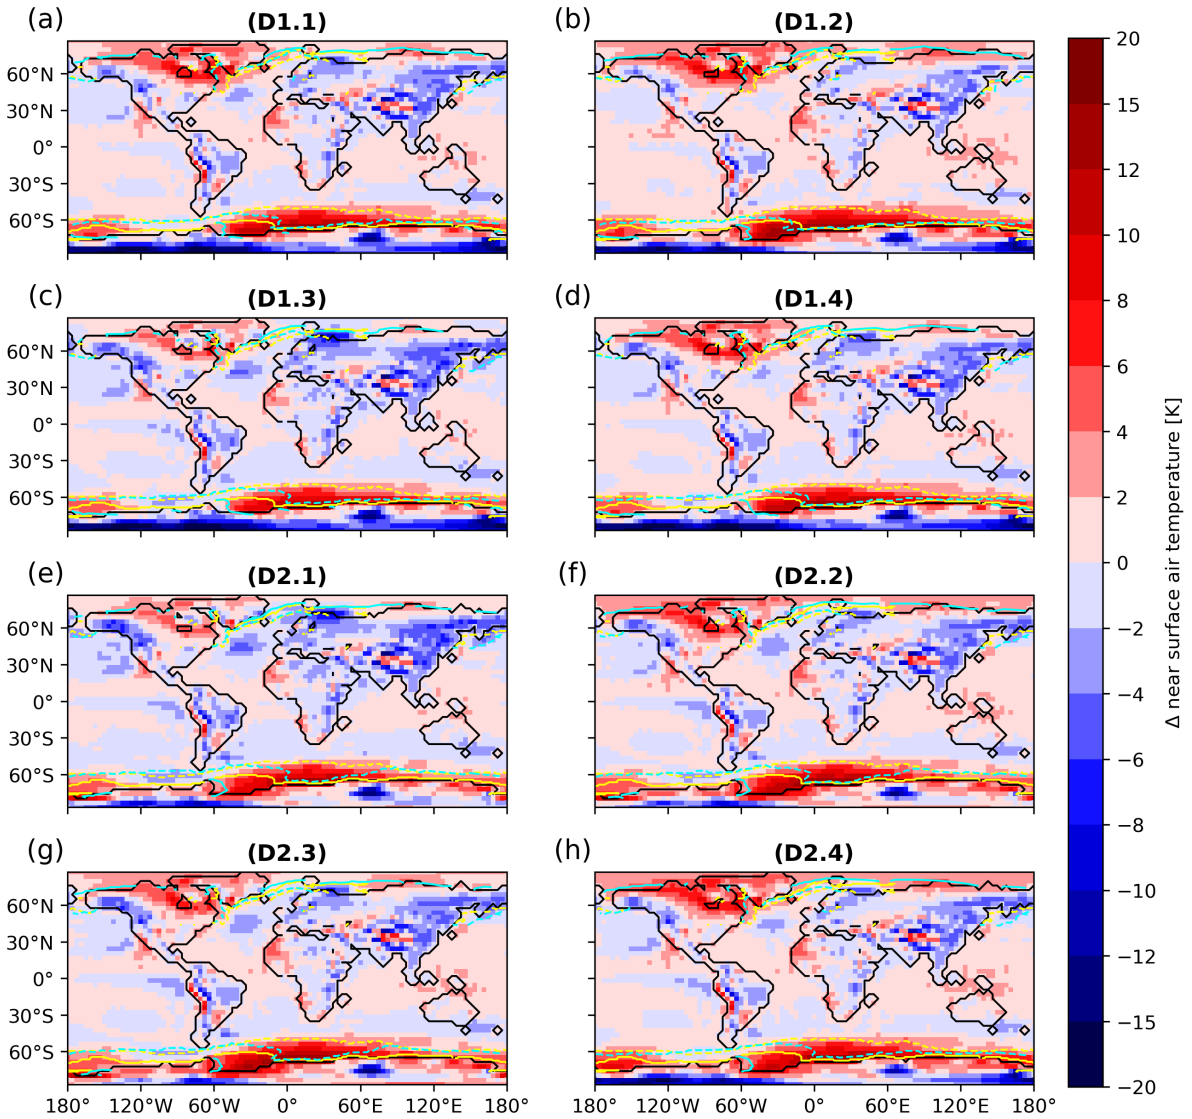 (a) (D1.1) (b) (D1.2)
60°N
30°N
0°
30°S
60°S
(c) (D1.3) (d) (D1.4)
60°N
30°N
0°
30°S
60°S
(e) (D2.1) (f) (D2.2)
60°N
30°N
0°
30°S
60°S
(g) (D2.3) (h) (D2.4)
60°N
30°N
0°
30°S
60°S
180° 120°W 60°W 0° 60°E 120°E 180° 120°W 60°W 0° 60°E 120°E 180°
20
15
12
10
8
6
4
2
0
−2
−4
−6
−8
−10
−12
−15
−20
Δ near surface air temperature [K]